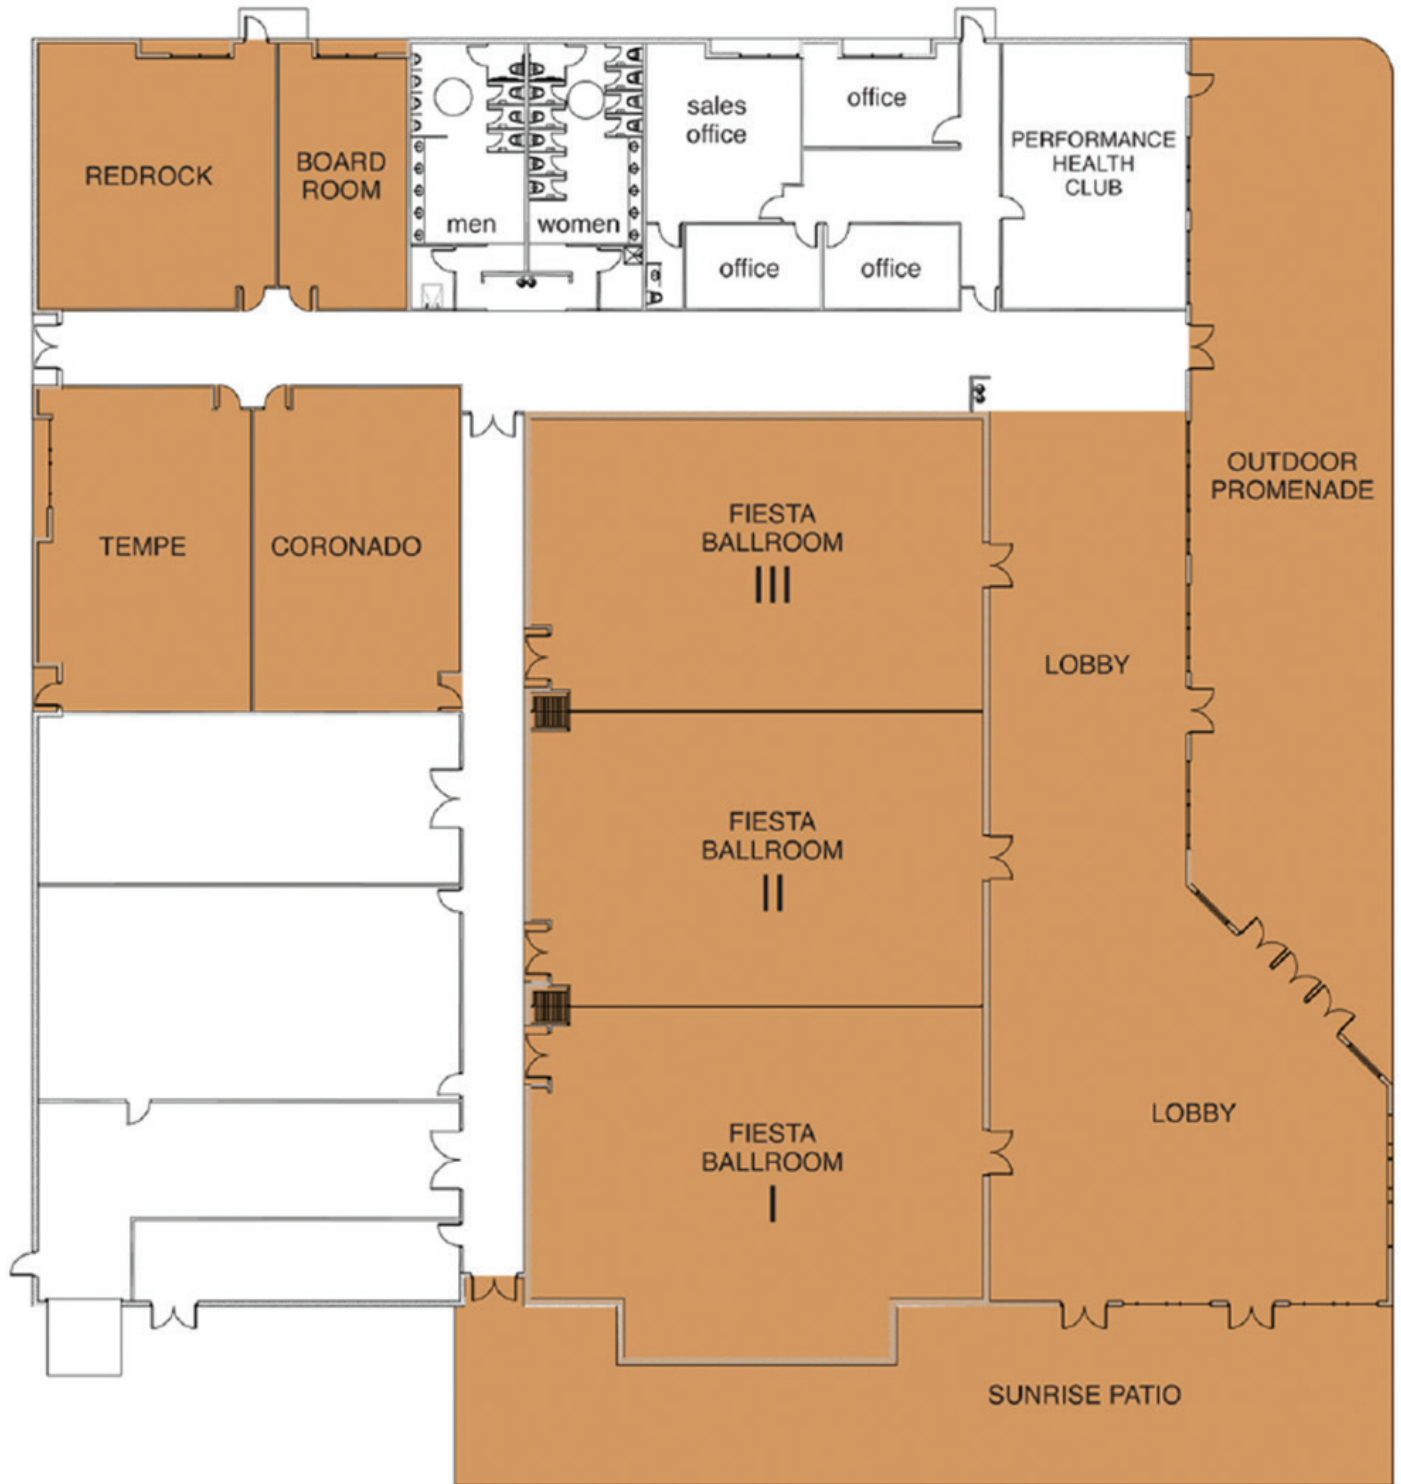 REDROCK
BOARD
ROOM
men
women
sales
office
office
office
office
PERFORMANCE
HEALTH
CLUB
OUTDOOR
PROMENADE
TEMPE
CORONADO
FIESTA
BALLROOM
III
LOBBY
FIESTA
BALLROOM
II
FIESTA
BALLROOM
I
LOBBY
SUNRISE PATIO